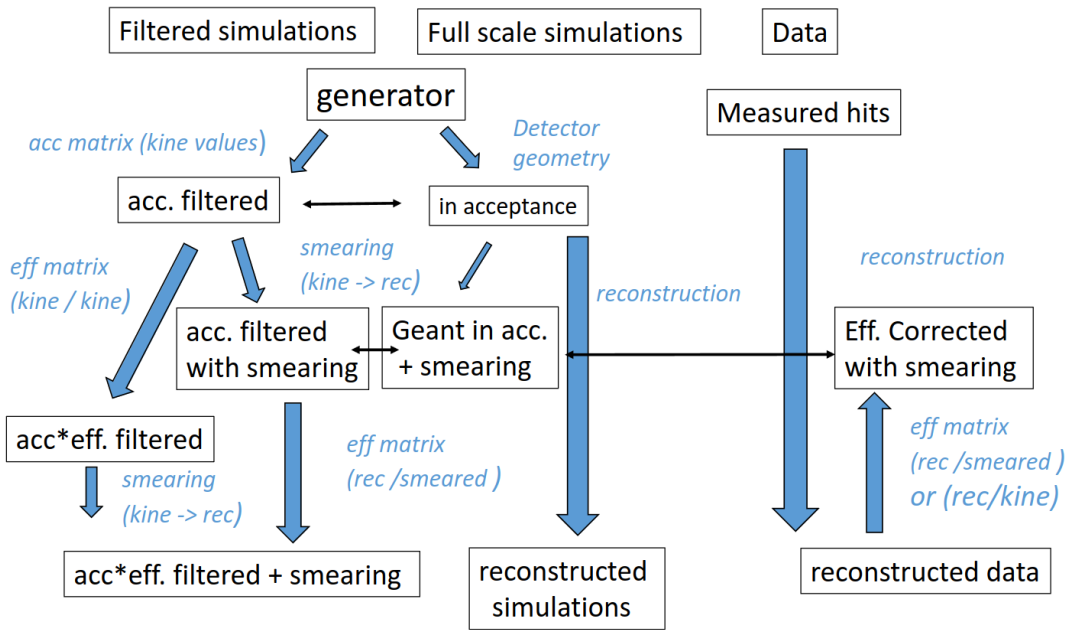 Filtered simulations
Full scale simulations
Data
generator
Measured hits
acc matrix (kine values)
Detector
geometry
acc. filtered
in acceptance
eff matrix
(kine / kine)
smearing
(kine -> rec)
reconstruction
reconstruction
acc. filtered
with smearing
Geant in acc.
+ smearing
Eff. Corrected
with smearing
acc*eff. filtered
eff matrix
(rec /smeared )
eff matrix
(rec /smeared )
or (rec/kine)
smearing
(kine -> rec)
acc*eff. filtered + smearing
reconstructed
simulations
reconstructed data